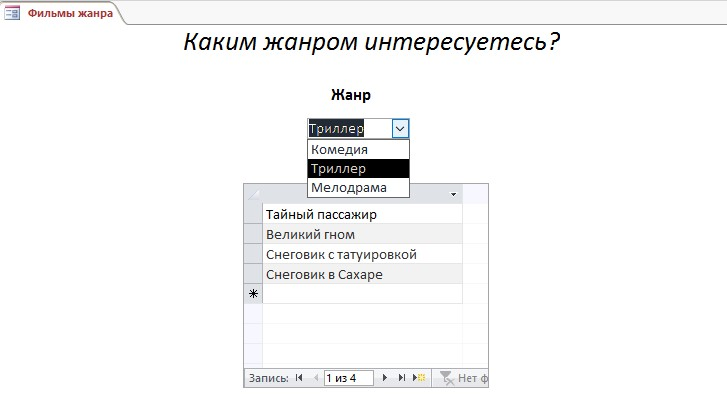 Фильмы жанра
Каким жанром интересуетесь?
Жанр
Триллер
Комедия
Триллер
Мелодрама
Тайный пассажир
Великий гном
Снеговик с татуировкой
Снеговик в Сахаре
Запись: 1 из 4 Нет ф